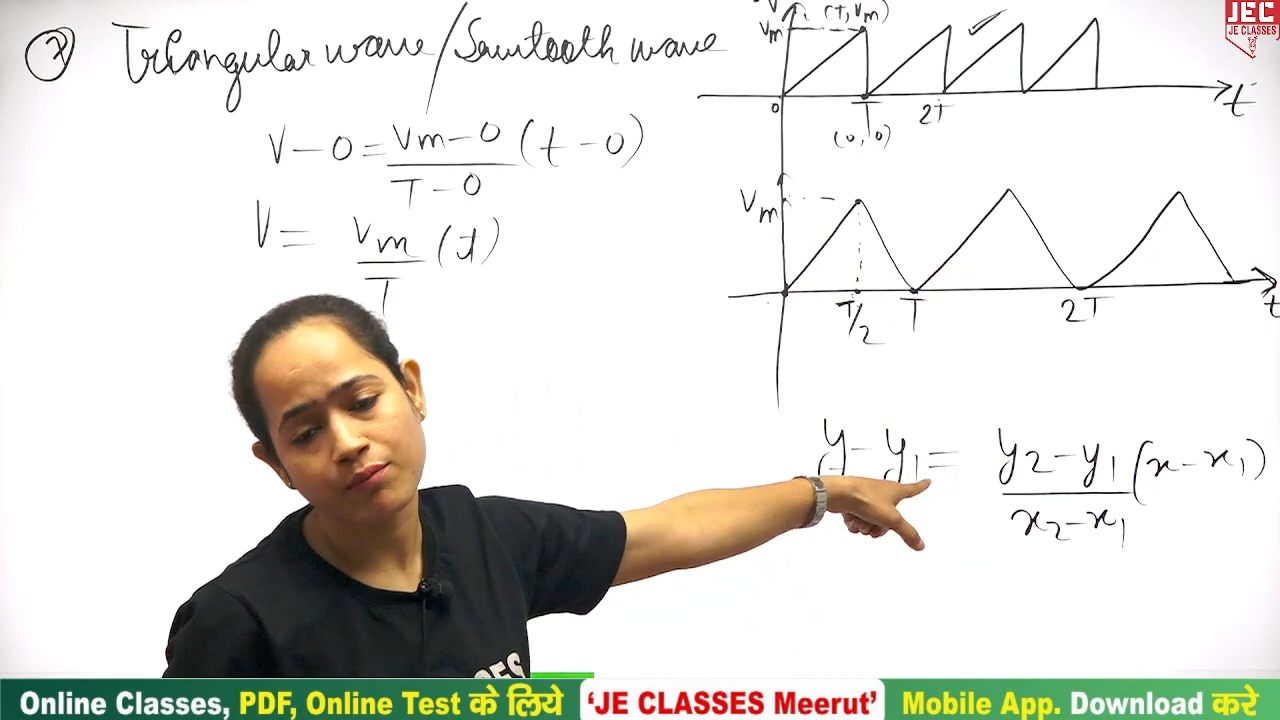 7 Triangular wave/Sawtooth wave
V-0 = Vm-0/T-0 (t-0)
V = Vm/T (t)
V
Vm (T, Vm)
0 T 2T t
(0, 0)
Vm
T/2 T 2T t
y-y1 = y2-y1/x2-x1 (x-x1)
JEC
JE CLASSES
Online Classes, PDF, Online Test के लिये 'JE CLASSES Meerut' Mobile App. Download करे